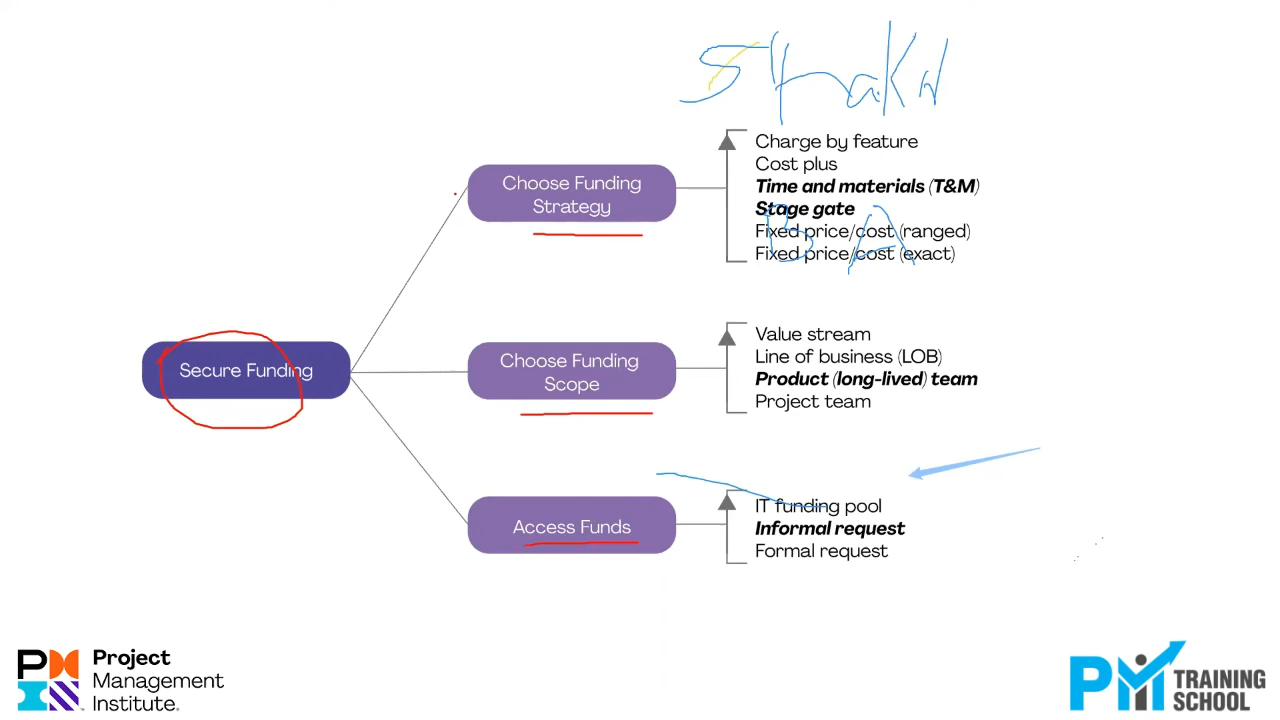 Choose Funding
Strategy
Charge by feature
Cost plus
Time and materials (T&M)
Stage gate
Fixed price/cost (ranged)
Fixed price/cost (exact)
B A
Secure Funding
Choose Funding
Scope
Value stream
Line of business (LOB)
Product (long-lived) team
Project team
Access Funds
IT funding pool
Informal request
Formal request
Project
Management
Institute.
PM TRAINING
SCHOOL